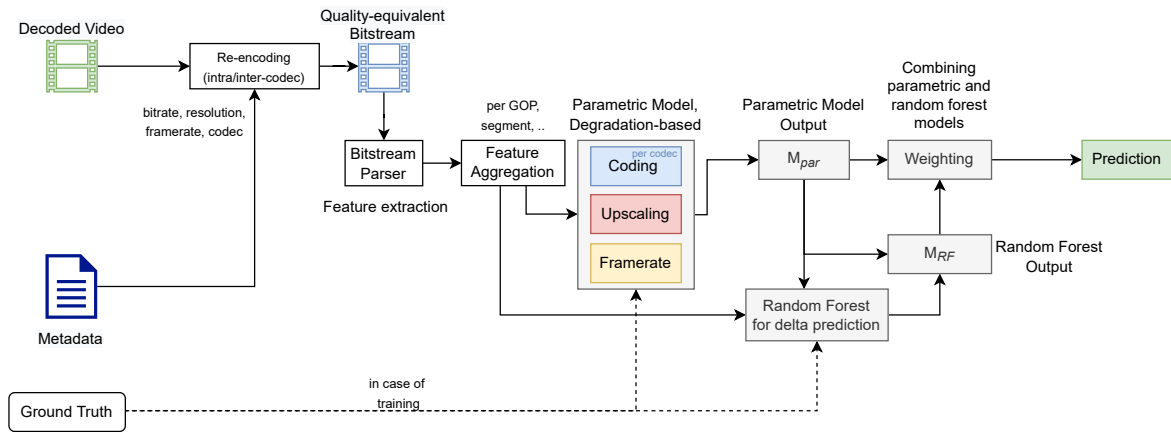 Decoded Video
Re-encoding
(intra/inter-codec)
Quality-equivalent
Bitstream
bitrate, resolution,
framerate, codec
Metadata
Bitstream
Parser
Feature extraction
per GOP,
segment, ..
Feature
Aggregation
Parametric Model,
Degradation-based
per codec
Coding
Upscaling
Framerate
Parametric Model
Output
Mpar
Combining
parametric and
random forest
models
Weighting
Prediction
MRF
Random Forest
Output
Random Forest
for delta prediction
Ground Truth
in case of
training